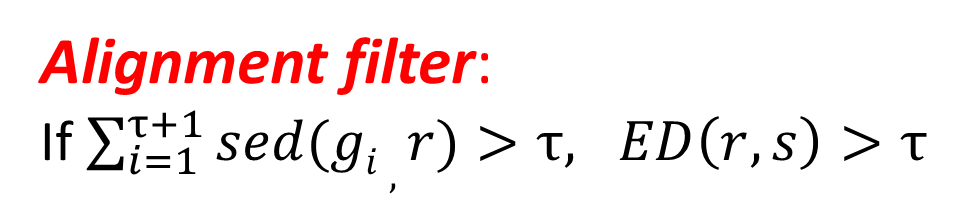 Alignment filter:
If ∑_{i=1}^{τ+1} sed(g_i, r) > τ, ED(r, s) > τ